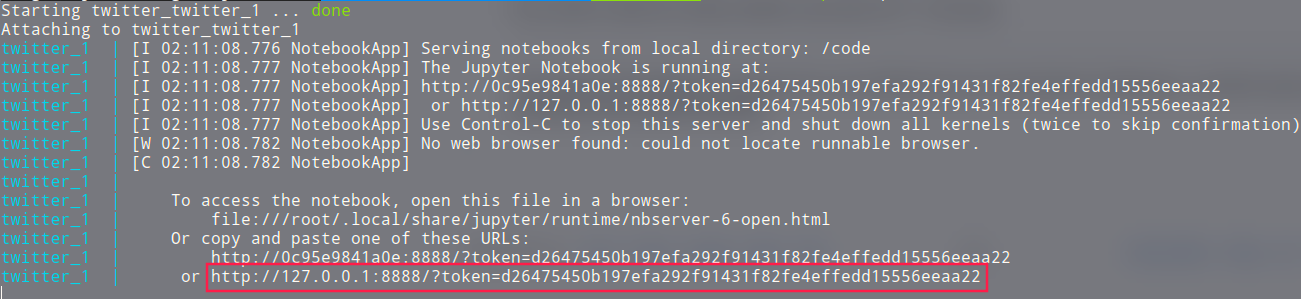 Starting twitter_twitter_1 ... done
Attaching to twitter_twitter_1
twitter_1 | [I 02:11:08.776 NotebookApp] Serving notebooks from local directory: /code
twitter_1 | [I 02:11:08.777 NotebookApp] The Jupyter Notebook is running at:
twitter_1 | [I 02:11:08.777 NotebookApp] http://0c95e9841a0e:8888/?token=d26475450b197efa292f91431f82fe4effedd15556eeaa22
twitter_1 | [I 02:11:08.777 NotebookApp]  or http://127.0.0.1:8888/?token=d26475450b197efa292f91431f82fe4effedd15556eeaa22
twitter_1 | [I 02:11:08.777 NotebookApp] Use Control-C to stop this server and shut down all kernels (twice to skip confirmation)
twitter_1 | [W 02:11:08.782 NotebookApp] No web browser found: could not locate runnable browser.
twitter_1 | [C 02:11:08.782 NotebookApp]
twitter_1 |
twitter_1 |     To access the notebook, open this file in a browser:
twitter_1 |         file:///root/.local/share/jupyter/runtime/nbserver-6-open.html
twitter_1 |     Or copy and paste one of these URLs:
twitter_1 |         http://0c95e9841a0e:8888/?token=d26475450b197efa292f91431f82fe4effedd15556eeaa22
twitter_1 |      or http://127.0.0.1:8888/?token=d26475450b197efa292f91431f82fe4effedd15556eeaa22